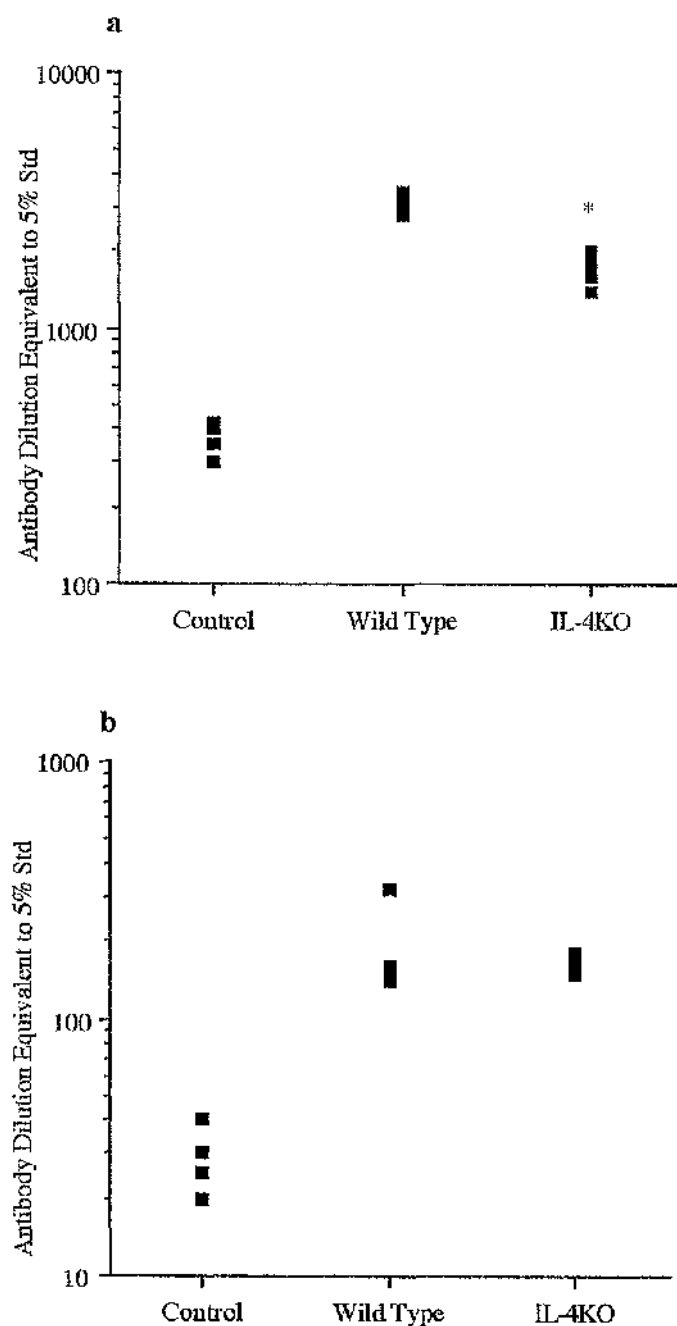 a
10000
1000
100
Antibody Dilution Equivalent to 5% Std
*
Control Wild Type IL-4KO
b
1000
100
10
Antibody Dilution Equivalent to 5% Std
Control Wild Type IL-4KO